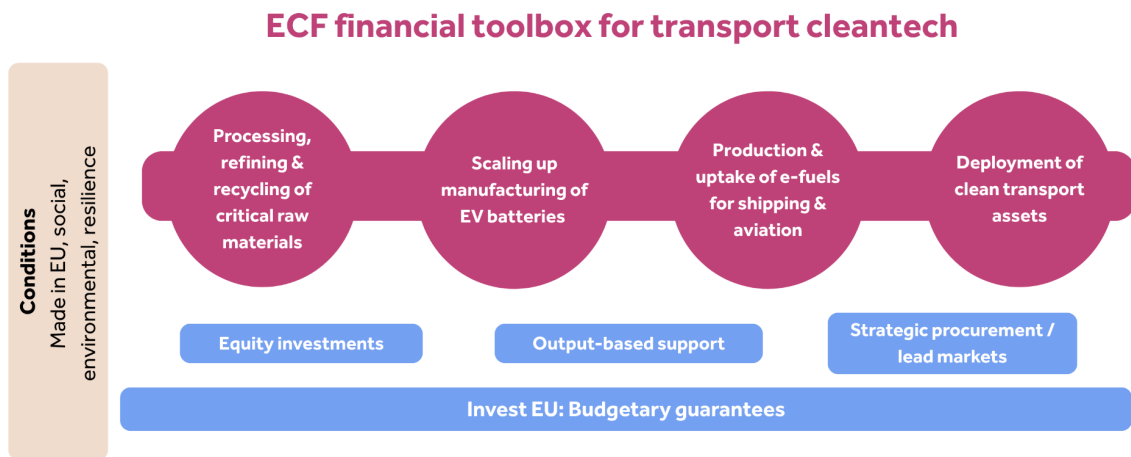 ECF financial toolbox for transport cleantech
Conditions
Made in EU, social,
environmental, resilience
Processing,
refining &
recycling of
critical raw
materials
Scaling up
manufacturing of
EV batteries
Production &
uptake of e-fuels
for shipping &
aviation
Deployment of
clean transport
assets
Equity investments
Output-based support
Strategic procurement /
lead markets
Invest EU: Budgetary guarantees